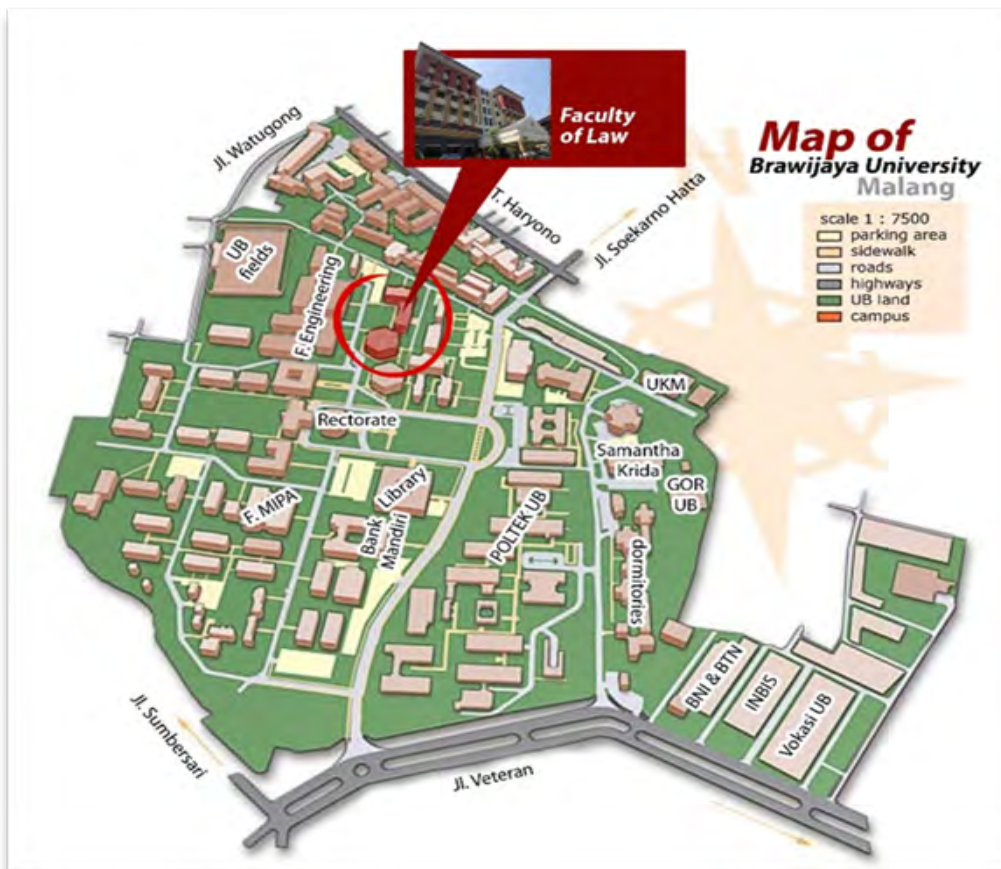 Faculty
of Law
Map of
Brawijaya University
Malang
scale 1 : 7500
parking area
sidewalk
roads
highways
UB land
campus
Jl. Watugong
T. Haryono
Jl. Soekarno Hatta
UB
fields
F. Engineering
UKM
Rectorate
Samantha
Krida
GOR
UB
Library
Bank
Mandiri
F. MIPA
POLTEK UB
dormitories
BNI & BTN
INBIS
Vokasi UB
Jl. Sumbersari
Jl. Veteran